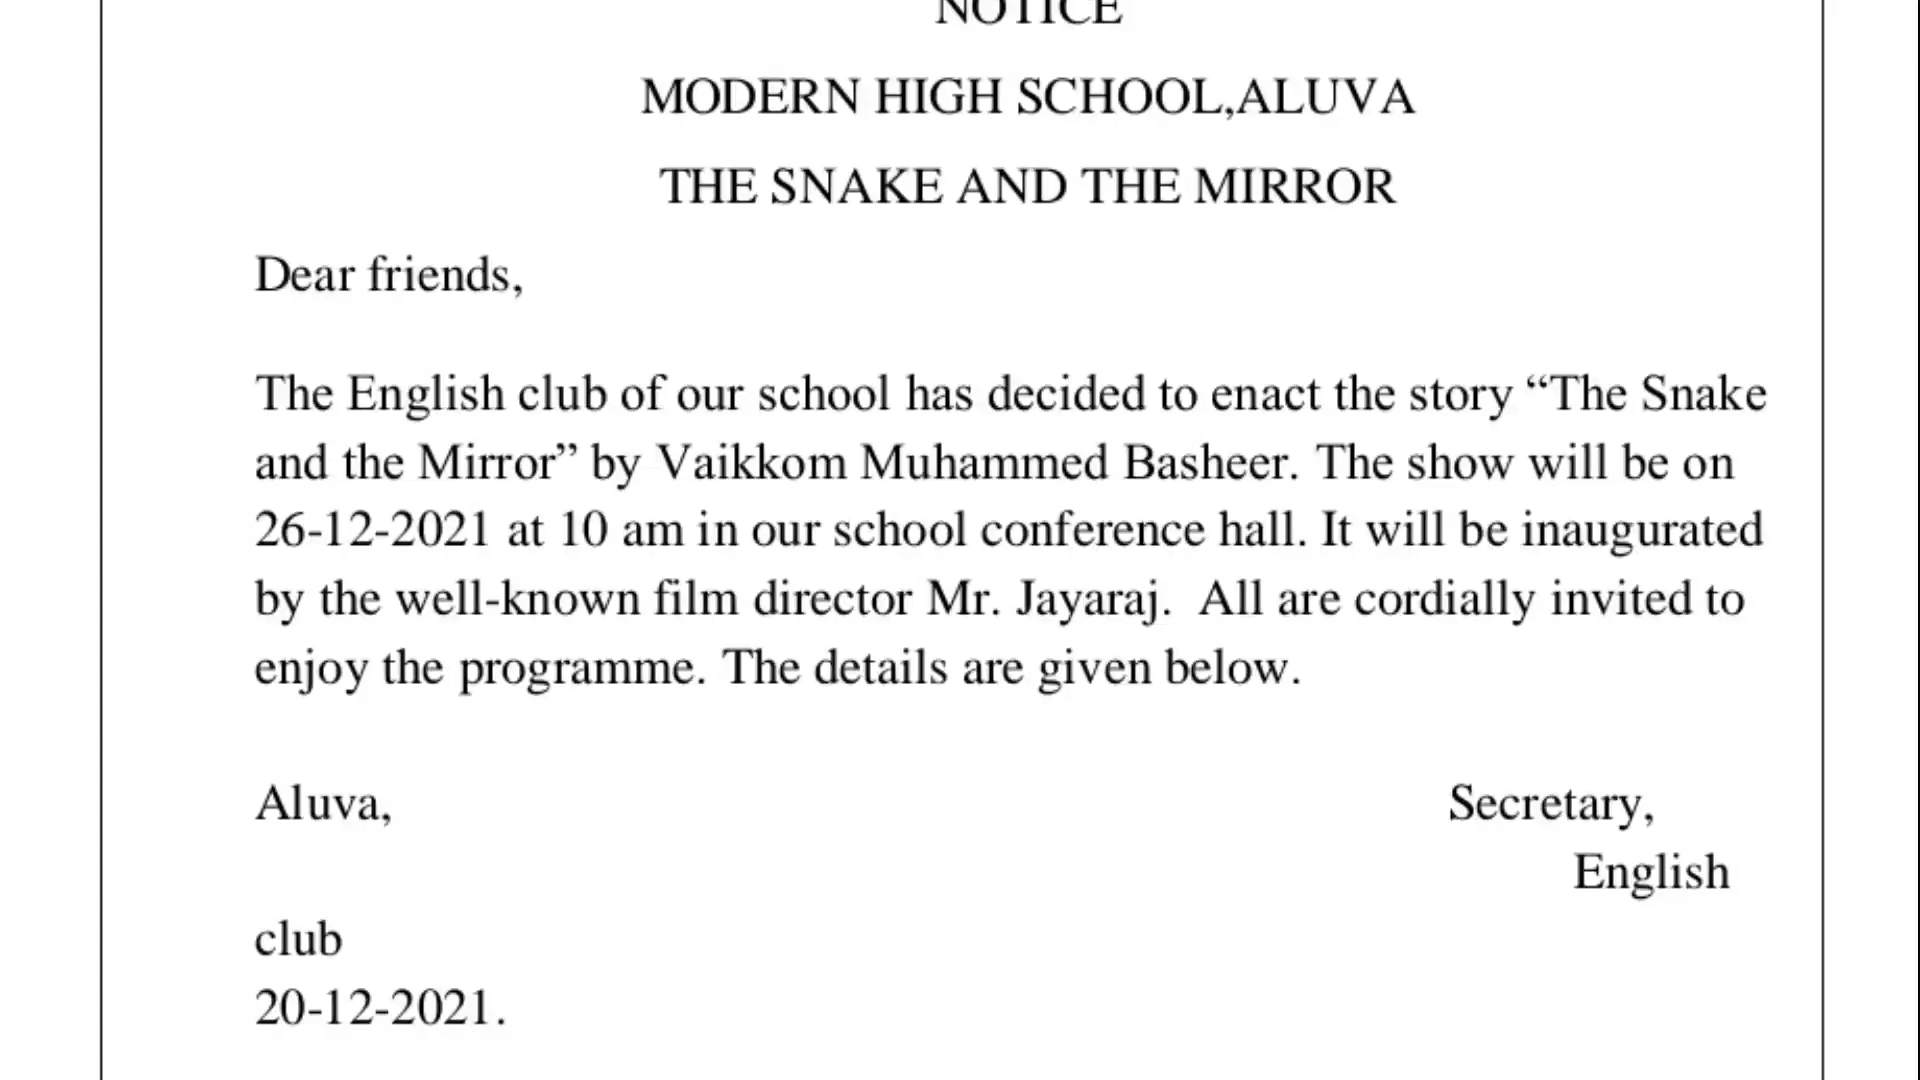 NOTICE
MODERN HIGH SCHOOL,ALUVA
THE SNAKE AND THE MIRROR
Dear friends,
The English club of our school has decided to enact the story “The Snake
and the Mirror” by Vaikkom Muhammed Basheer. The show will be on
26-12-2021 at 10 am in our school conference hall. It will be inaugurated
by the well-known film director Mr. Jayaraj.  All are cordially invited to
enjoy the programme. The details are given below.
Aluva, Secretary,
English
club
20-12-2021.